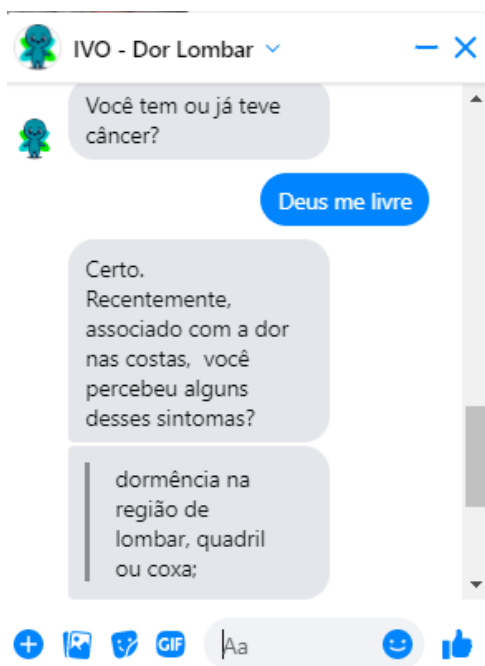 IVO - Dor Lombar
Você tem ou já teve
câncer?
Deus me livre
Certo.
Recentemente,
associado com a dor
nas costas, você
percebeu alguns
desses sintomas?
dormência na
região de
lombar, quadril
ou coxa;
GIF
Aa